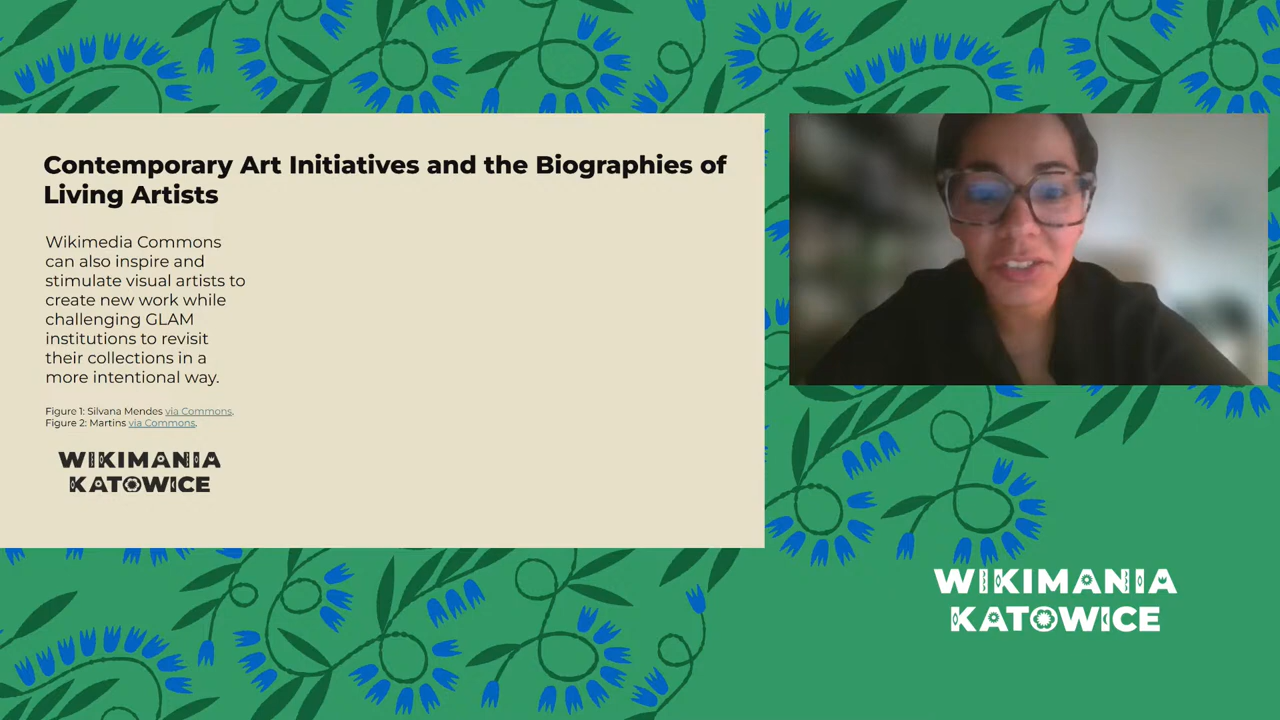 Contemporary Art Initiatives and the Biographies of
Living Artists
Wikimedia Commons
can also inspire and
stimulate visual artists to
create new work while
challenging GLAM
institutions to revisit
their collections in a
more intentional way.
Figure 1: Silvana Mendes via Commons.
Figure 2: Martins via Commons.
WIKIMANIA
KATOWICE
WIKIMANIA
KATOWICE